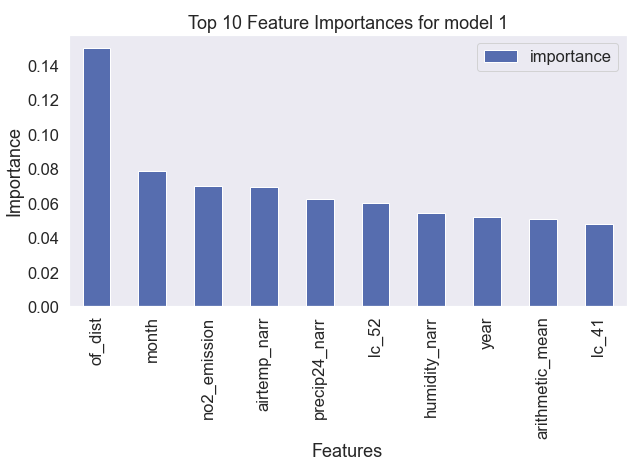 Top 10 Feature Importances for model 1
importance
Importance
0.14
0.12
0.10
0.08
0.06
0.04
0.02
0.00
of_dist
month
no2_emission
airtemp_narr
precip24_narr
lc_52
humidity_narr
year
arithmetic_mean
lc_41
Features